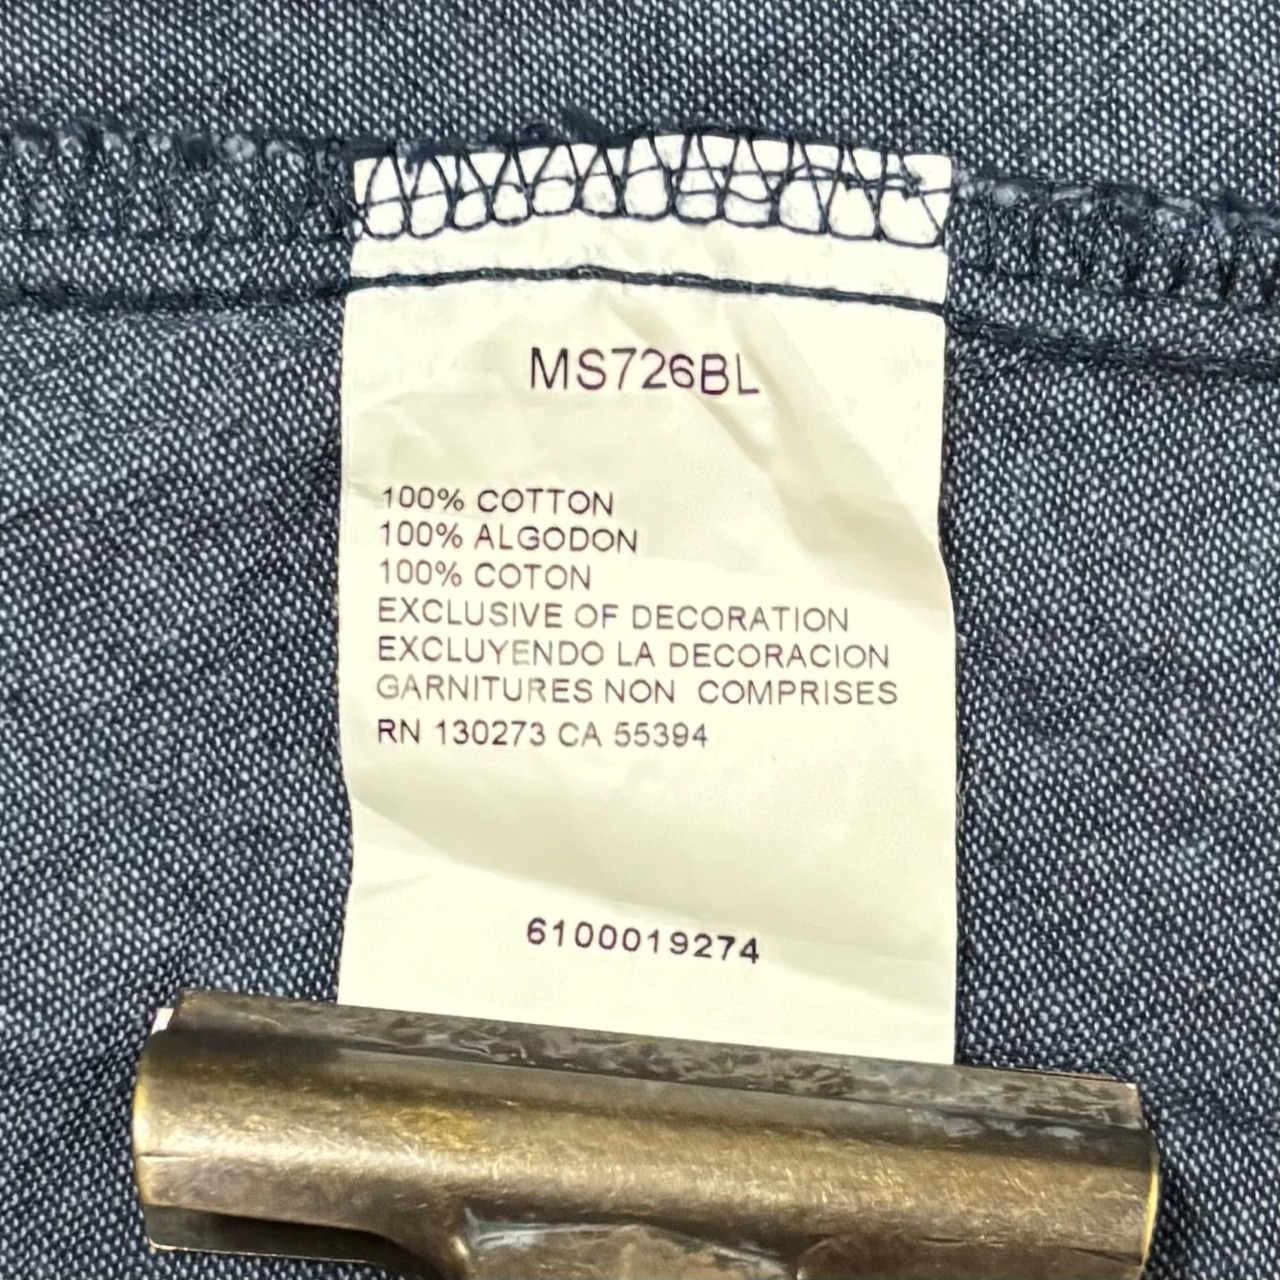 MS726BL
100% COTTON
100% ALGODON
100% COTON
EXCLUSIVE OF DECORATION
EXCLUYENDO LA DECORACION
GARNITURES NON COMPRISES
RN 130273 CA 55394
6100019274